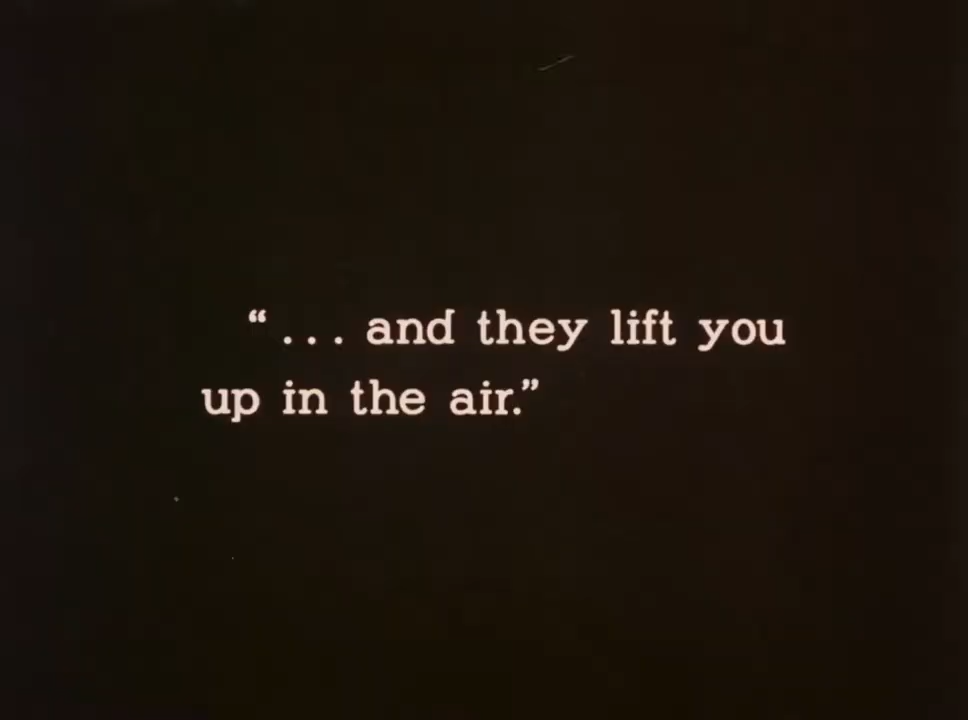 “... and they lift you
up in the air.”